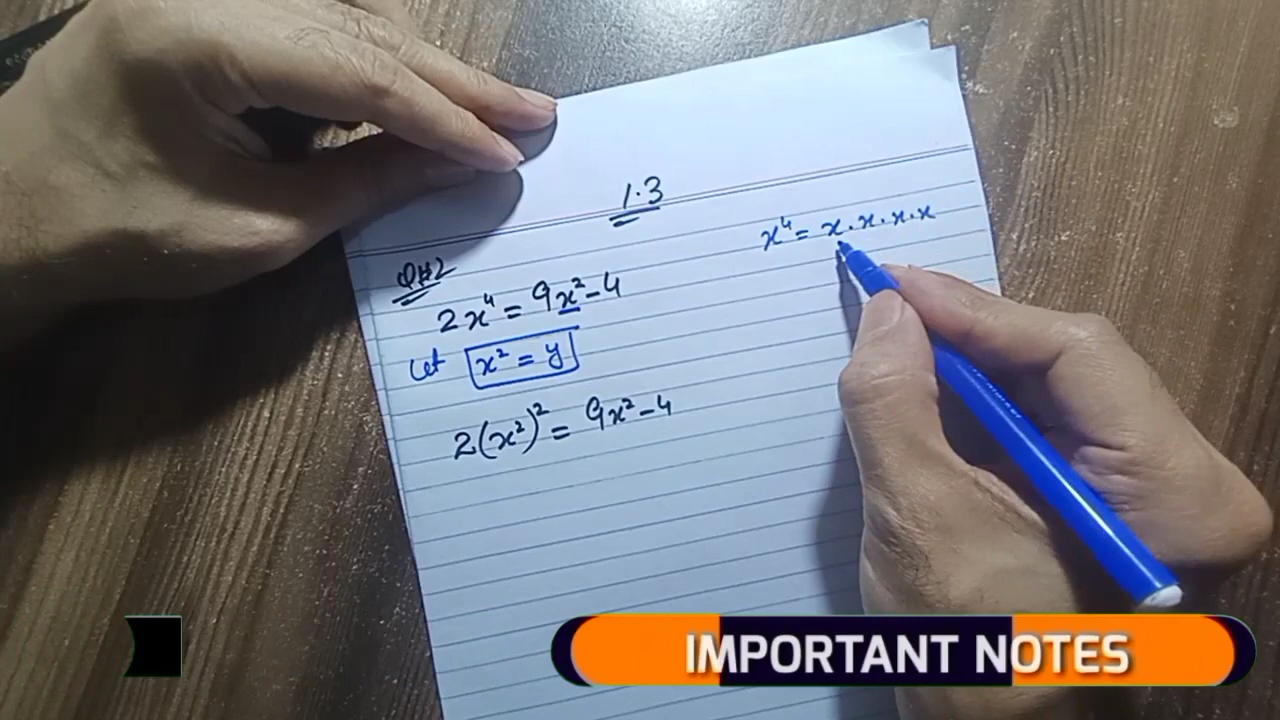 1.3
x⁴ = x.x.x.x
Q#2
2x⁴ = 9x²-4
Let x² = y
2(x²)² = 9x²-4
IMPORTANT NOTES